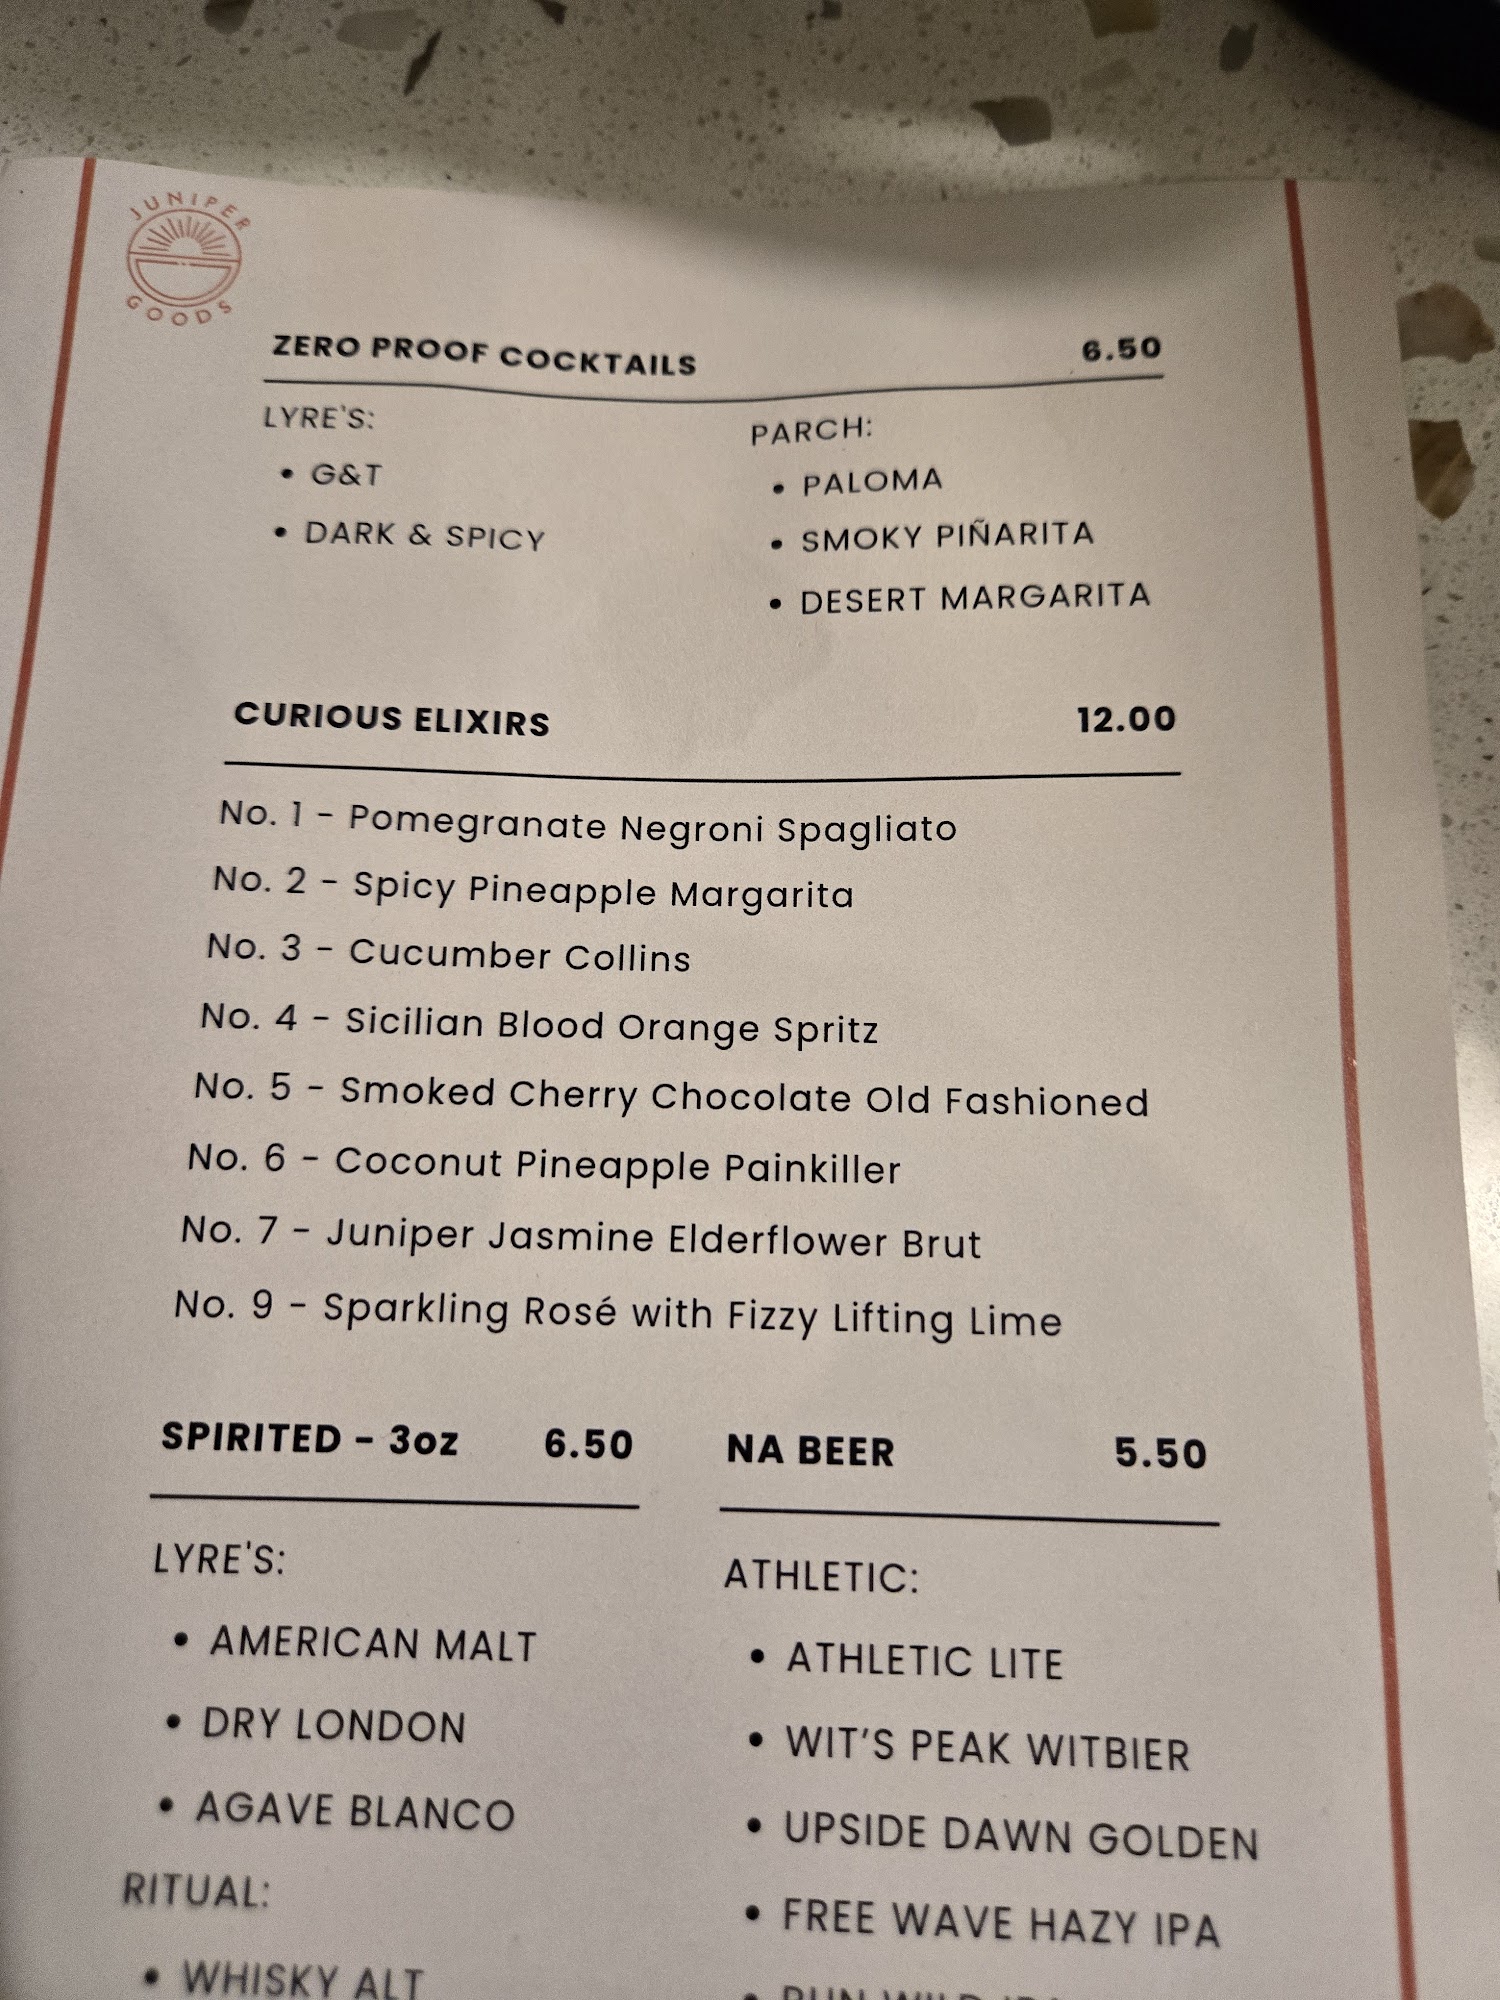 JUNIPER
GOODS
ZERO PROOF COCKTAILS 6.50
LYRE'S:
• G&T
• DARK & SPICY
PARCH:
• PALOMA
• SMOKY PIÑARITA
• DESERT MARGARITA
CURIOUS ELIXIRS 12.00
No. 1 - Pomegranate Negroni Spagliato
No. 2 - Spicy Pineapple Margarita
No. 3 - Cucumber Collins
No. 4 - Sicilian Blood Orange Spritz
No. 5 - Smoked Cherry Chocolate Old Fashioned
No. 6 - Coconut Pineapple Painkiller
No. 7 - Juniper Jasmine Elderflower Brut
No. 9 - Sparkling Rosé with Fizzy Lifting Lime
SPIRITED - 3oz 6.50
LYRE'S:
• AMERICAN MALT
• DRY LONDON
• AGAVE BLANCO
RITUAL:
• WHISKY ALT
NA BEER 5.50
ATHLETIC:
• ATHLETIC LITE
• WIT'S PEAK WITBIER
• UPSIDE DAWN GOLDEN
• FREE WAVE HAZY IPA
• RUN WILD IPA